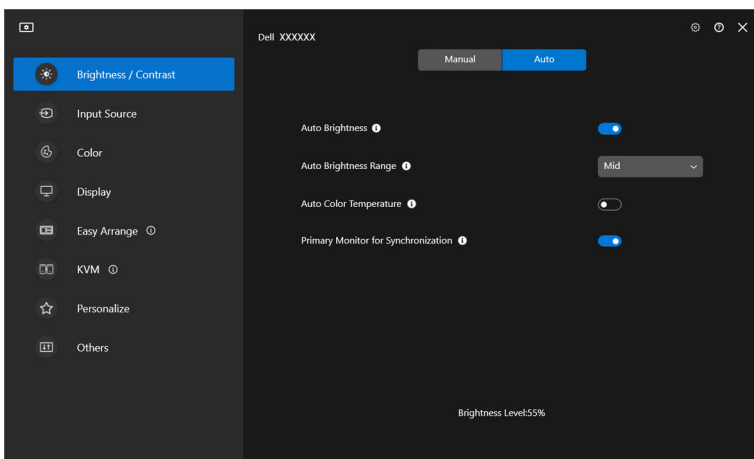 Dell XXXXXX
Manual
Auto
Brightness / Contrast
Input Source
Color
Display
Easy Arrange
KVM
Personalize
Others
Auto Brightness
Auto Brightness Range
Mid
Auto Color Temperature
Primary Monitor for Synchronization
Brightness Level:55%